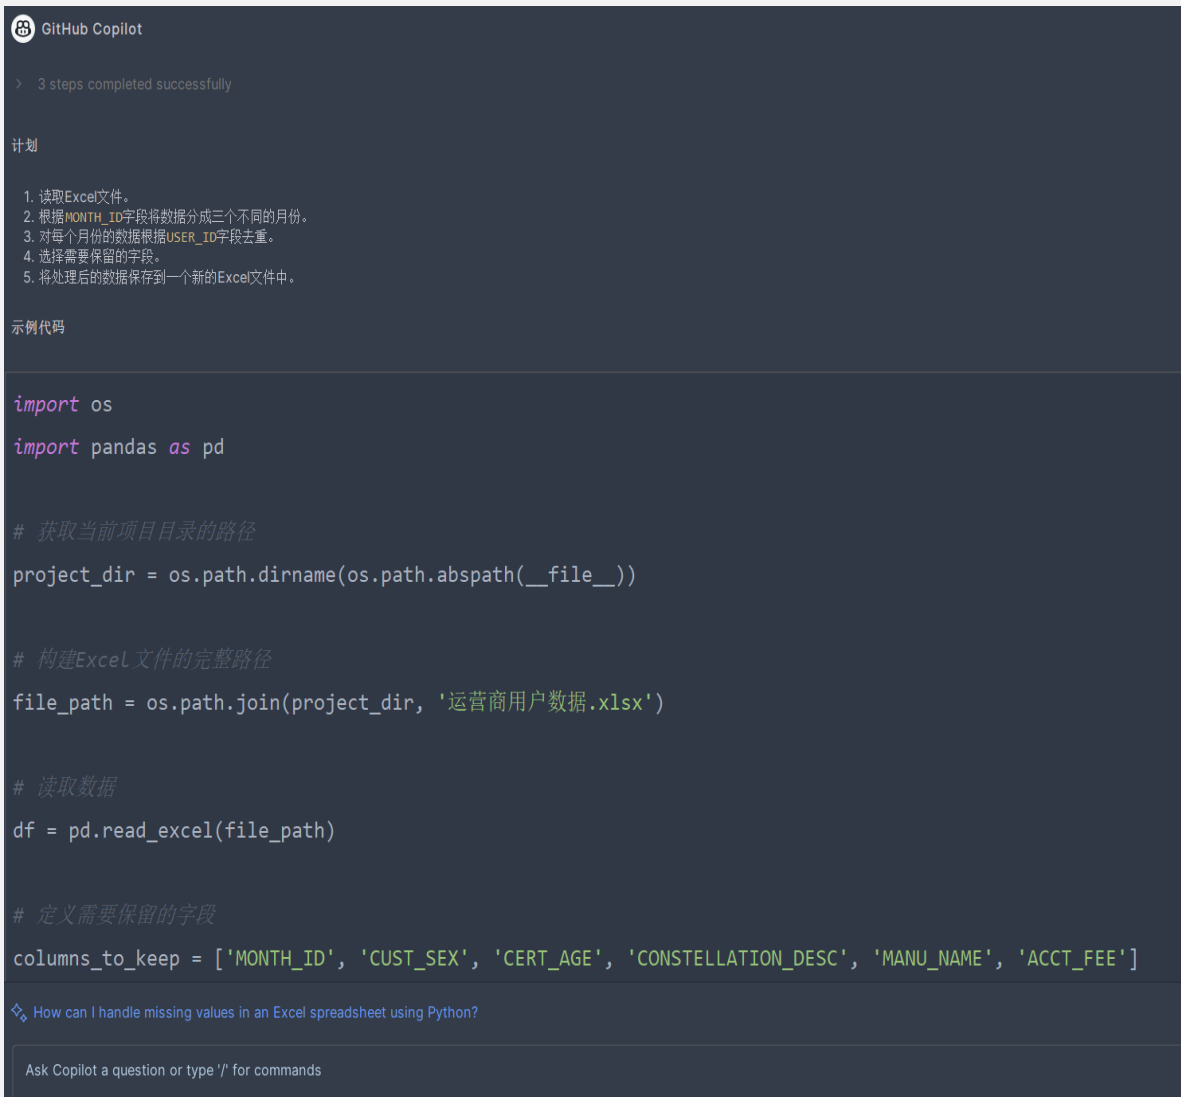 GitHub Copilot
3 steps completed successfully
计划
1. 读取Excel文件。
2. 根据MONTH_ID字段将数据分成三个不同的月份。
3. 对每个月份的数据根据USER_ID字段去重。
4. 选择需要保留的字段。
5. 将处理后的数据保存到一个新的Excel文件中。
示例代码
import os
import pandas as pd
# 获取当前项目目录的路径
project_dir = os.path.dirname(os.path.abspath(__file__))
# 构建Excel文件的完整路径
file_path = os.path.join(project_dir, '运营商用户数据.xlsx')
# 读取数据
df = pd.read_excel(file_path)
# 定义需要保留的字段
columns_to_keep = ['MONTH_ID', 'CUST_SEX', 'CERT_AGE', 'CONSTELLATION_DESC', 'MANU_NAME', 'ACCT_FEE']
How can I handle missing values in an Excel spreadsheet using Python?
Ask Copilot a question or type '/' for commands